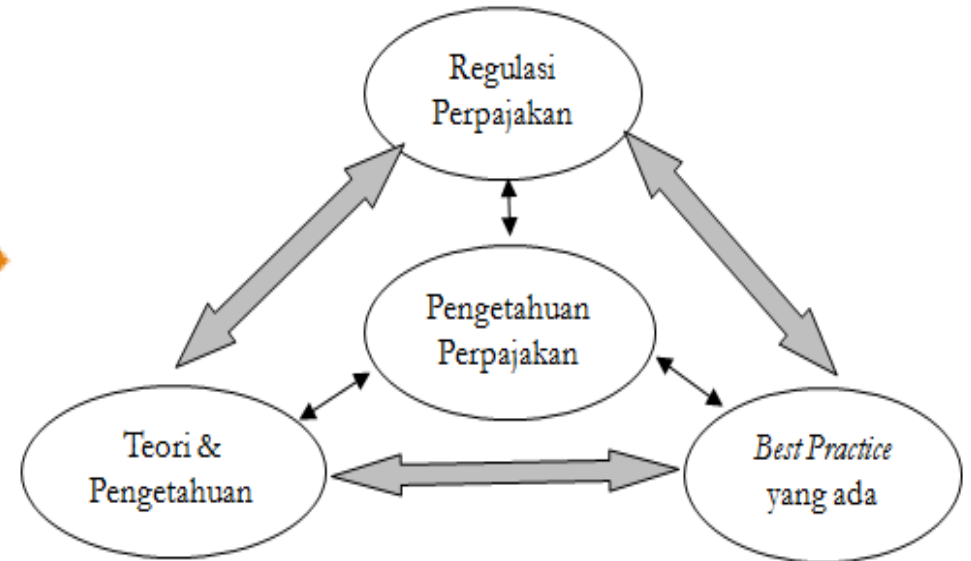 Regulasi
Perpajakan
Pengetahuan
Perpajakan
Teori &
Pengetahuan
Best Practice
yang ada